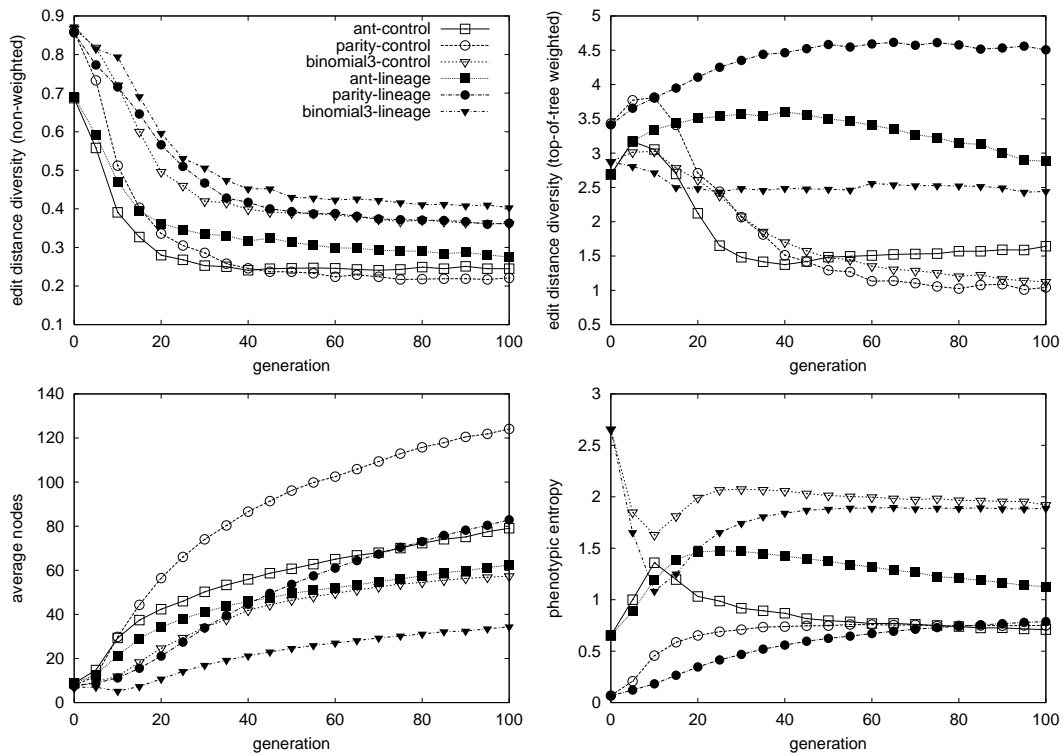 0.9
0.8
0.7
0.6
0.5
0.4
0.3
0.2
0.1
0 20 40 60 80 100
generation
edit distance diversity (non-weighted)
ant-control
parity-control
binomial3-control
ant-lineage
parity-lineage
binomial3-lineage
5
4.5
4
3.5
3
2.5
2
1.5
1
0.5
0 20 40 60 80 100
generation
edit distance diversity (top-of-tree weighted)
140
120
100
80
60
40
20
0
0 20 40 60 80 100
generation
average nodes
3
2.5
2
1.5
1
0.5
0
0 20 40 60 80 100
generation
phenotypic entropy